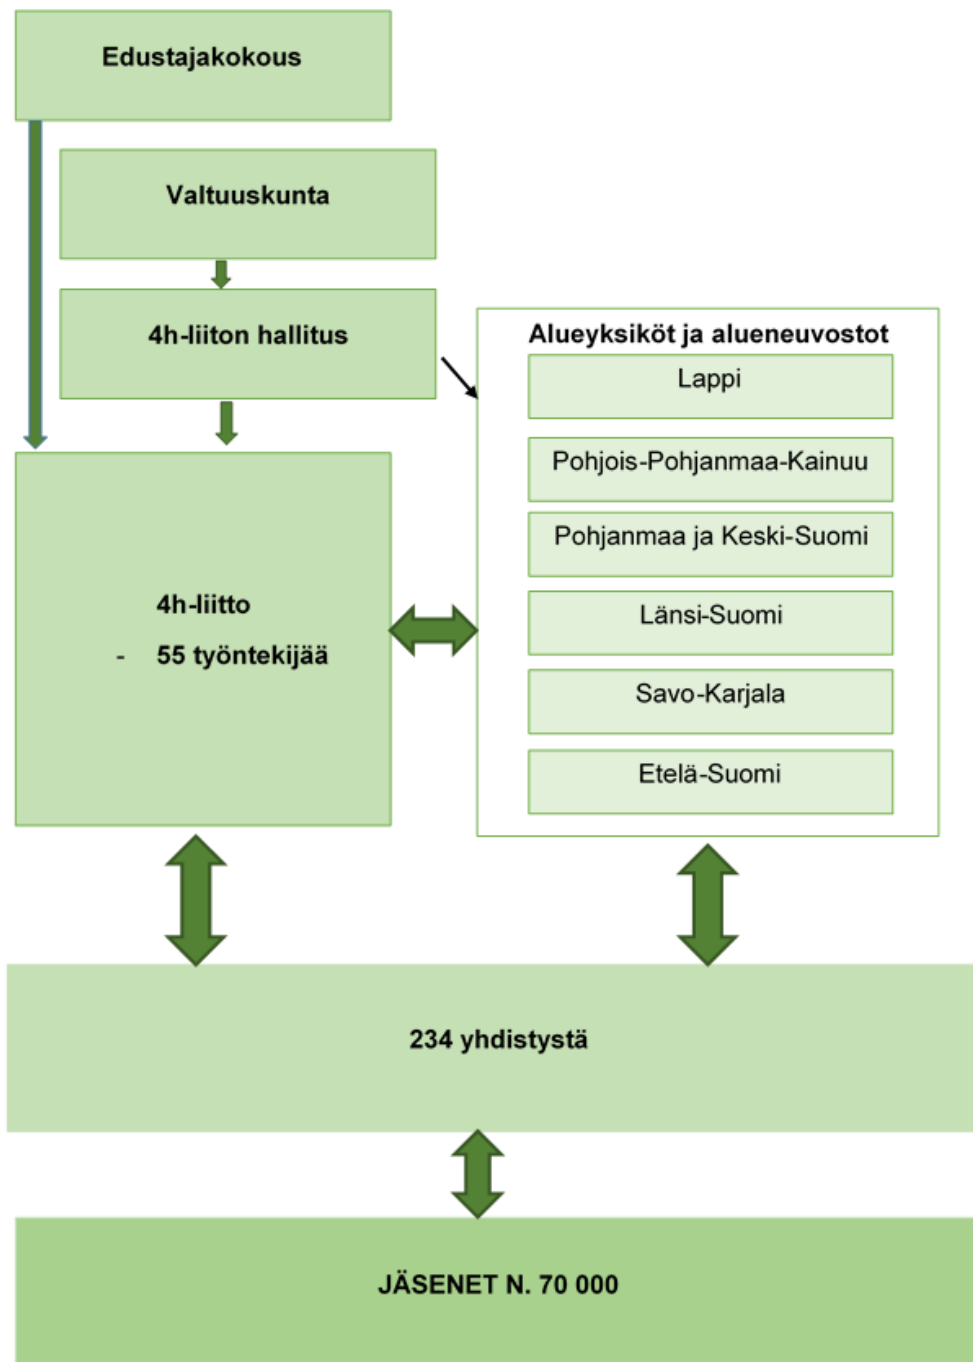 Edustajakokous
Valtuuskunta
4h-liiton hallitus
Alueyksiköt ja alueneuvostot
Lappi
Pohjois-Pohjanmaa-Kainuu
Pohjanmaa ja Keski-Suomi
Länsi-Suomi
Savo-Karjala
Etelä-Suomi
4h-liitto
- 55 työntekijää
234 yhdistystä
JÄSENET N. 70 000